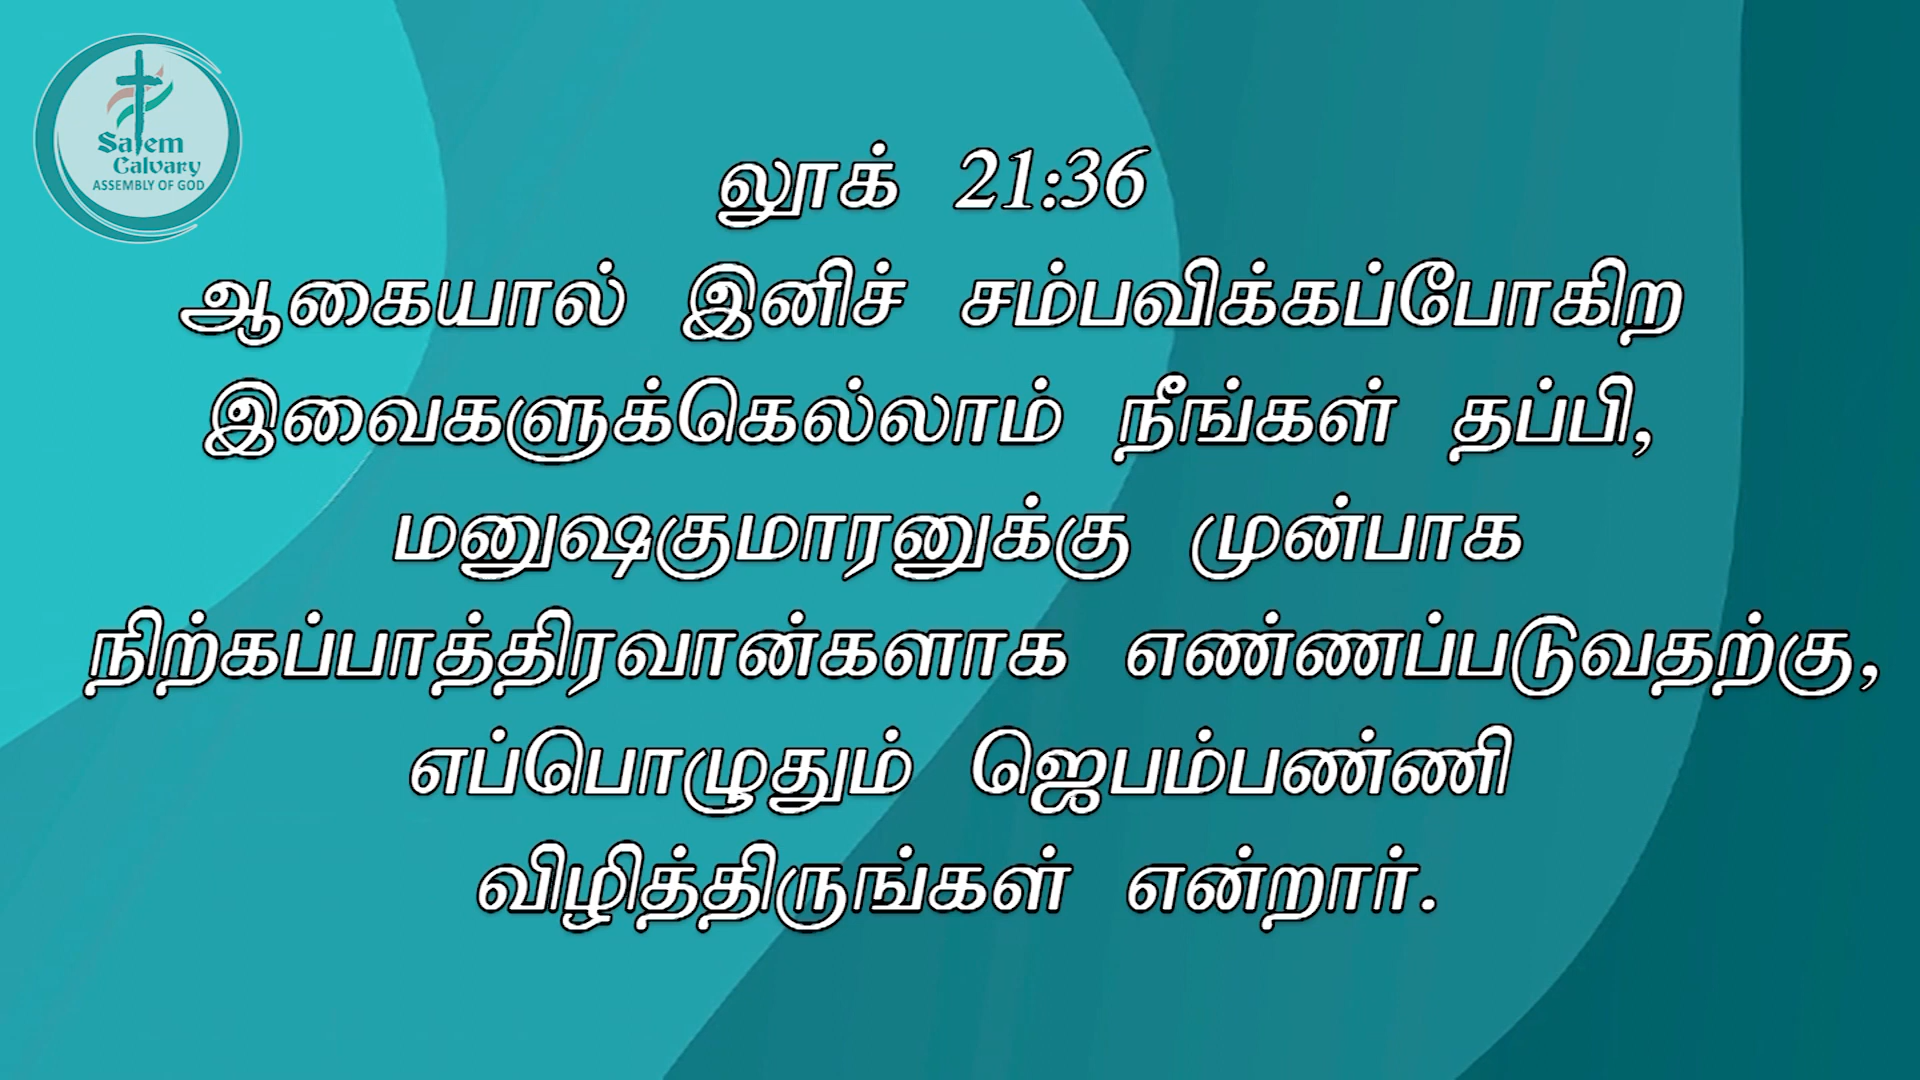 Salem
Calvary
ASSEMBLY OF GOD
லூக் 21:36
ஆகையால் இனிச் சம்பவிக்கப்போகிற
இவைகளுக்கெல்லாம் நீங்கள் தப்பி,
மனுஷகுமாரனுக்கு முன்பாக
நிற்கப்பாத்திரவான்களாக எண்ணப்படுவதற்கு,
எப்பொழுதும் ஜெபம்பண்ணி
விழித்திருங்கள் என்றார்.